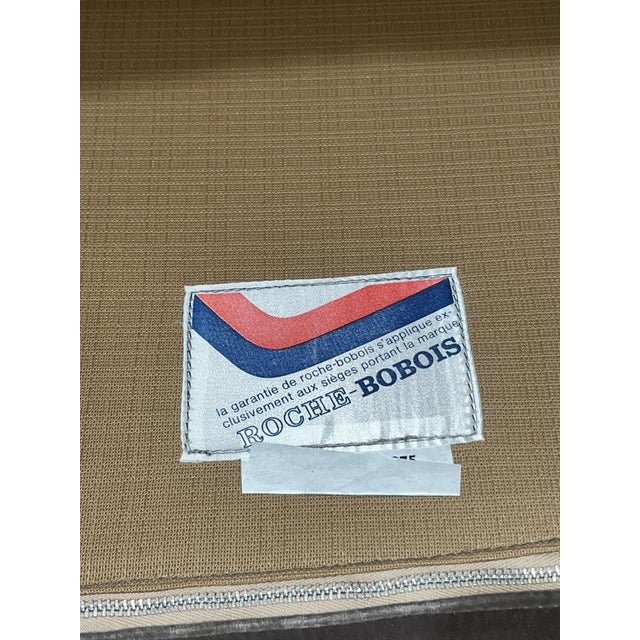 la garantie de roche-bobois s'applique ex-
clusivement aux sièges portant la marque
ROCHE-BOBOIS